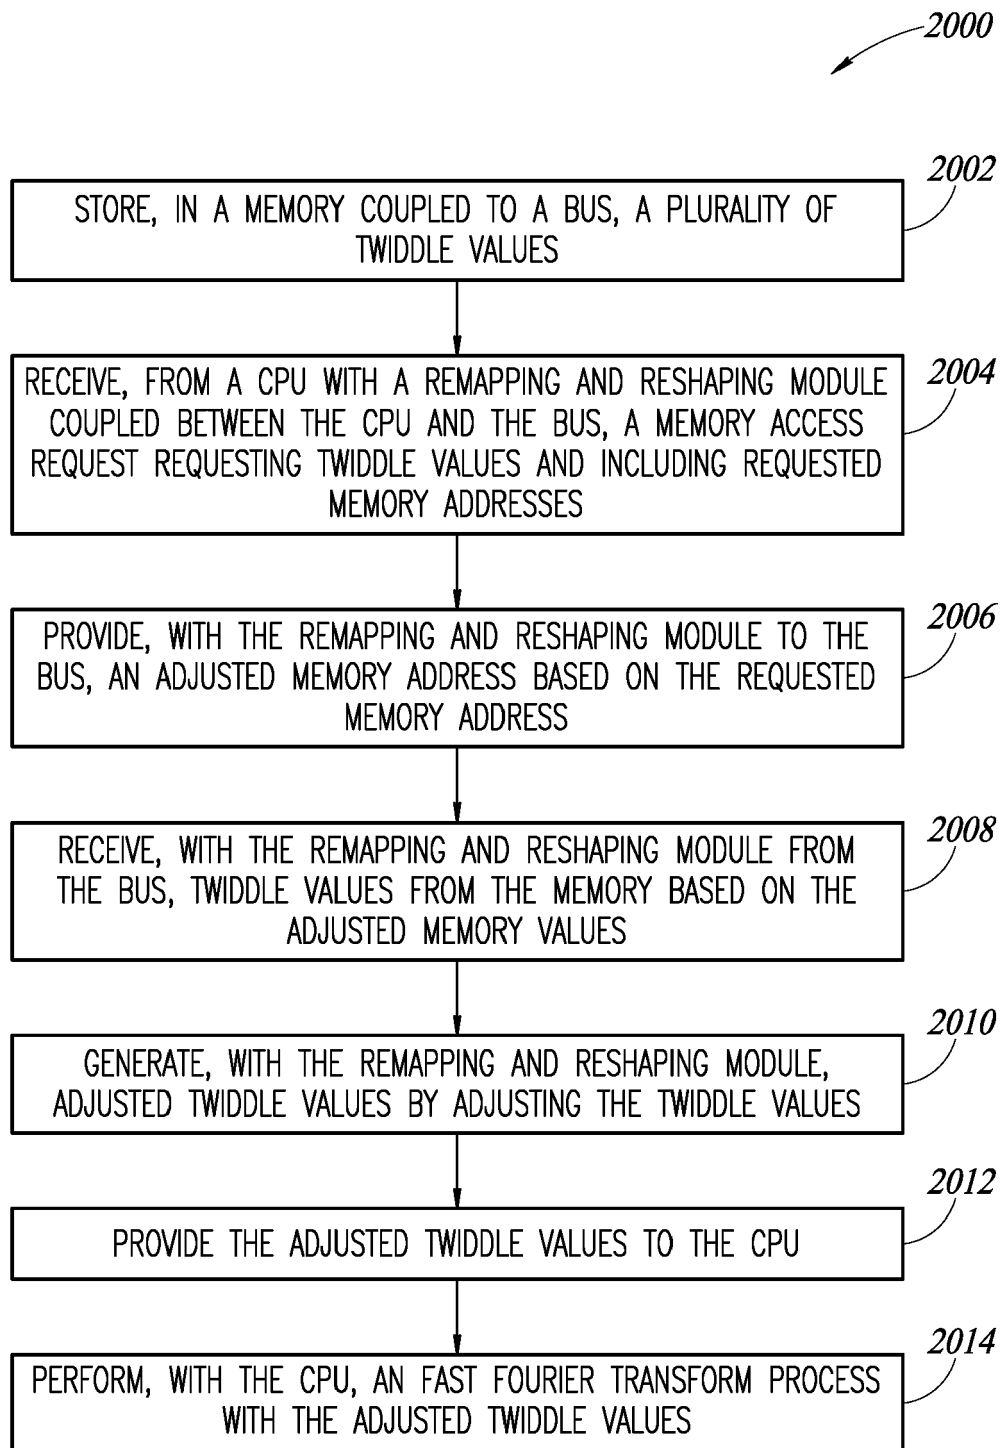 2000
2002
STORE, IN A MEMORY COUPLED TO A BUS, A PLURALITY OF
TWIDDLE VALUES
2004
RECEIVE, FROM A CPU WITH A REMAPPING AND RESHAPING MODULE
COUPLED BETWEEN THE CPU AND THE BUS, A MEMORY ACCESS
REQUEST REQUESTING TWIDDLE VALUES AND INCLUDING REQUESTED
MEMORY ADDRESSES
2006
PROVIDE, WITH THE REMAPPING AND RESHAPING MODULE TO THE
BUS, AN ADJUSTED MEMORY ADDRESS BASED ON THE REQUESTED
MEMORY ADDRESS
2008
RECEIVE, WITH THE REMAPPING AND RESHAPING MODULE FROM
THE BUS, TWIDDLE VALUES FROM THE MEMORY BASED ON THE
ADJUSTED MEMORY VALUES
2010
GENERATE, WITH THE REMAPPING AND RESHAPING MODULE,
ADJUSTED TWIDDLE VALUES BY ADJUSTING THE TWIDDLE VALUES
2012
PROVIDE THE ADJUSTED TWIDDLE VALUES TO THE CPU
2014
PERFORM, WITH THE CPU, AN FAST FOURIER TRANSFORM PROCESS
WITH THE ADJUSTED TWIDDLE VALUES